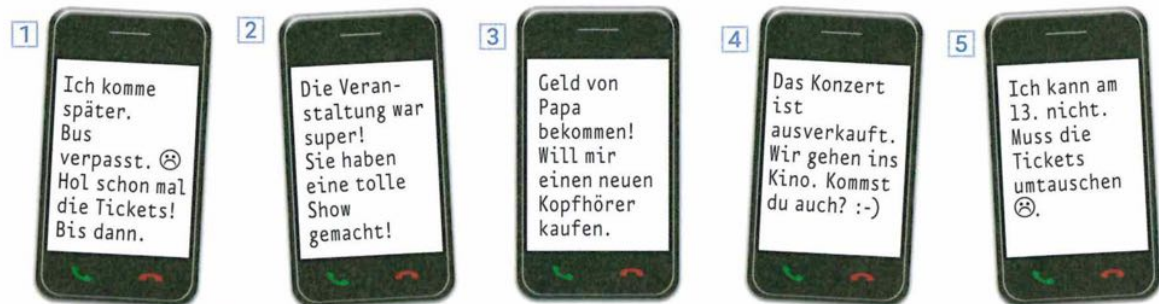 1
Ich komme
später.
Bus
verpasst. ☹
Hol schon mal
die Tickets!
Bis dann.
2
Die Veran-
staltung war
super!
Sie haben
eine tolle
Show
gemacht!
3
Geld von
Papa
bekommen!
Will mir
einen neuen
Kopfhörer
kaufen.
4
Das Konzert
ist
ausverkauft.
Wir gehen ins
Kino. Kommst
du auch? :-)
5
Ich kann am
13. nicht.
Muss die
Tickets
umtauschen
☹.